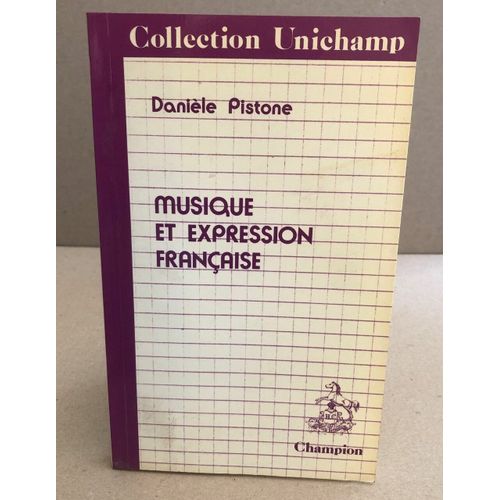 Collection Unichamp
Danièle Pistone
MUSIQUE
ET EXPRESSION
FRANÇAISE
Champion